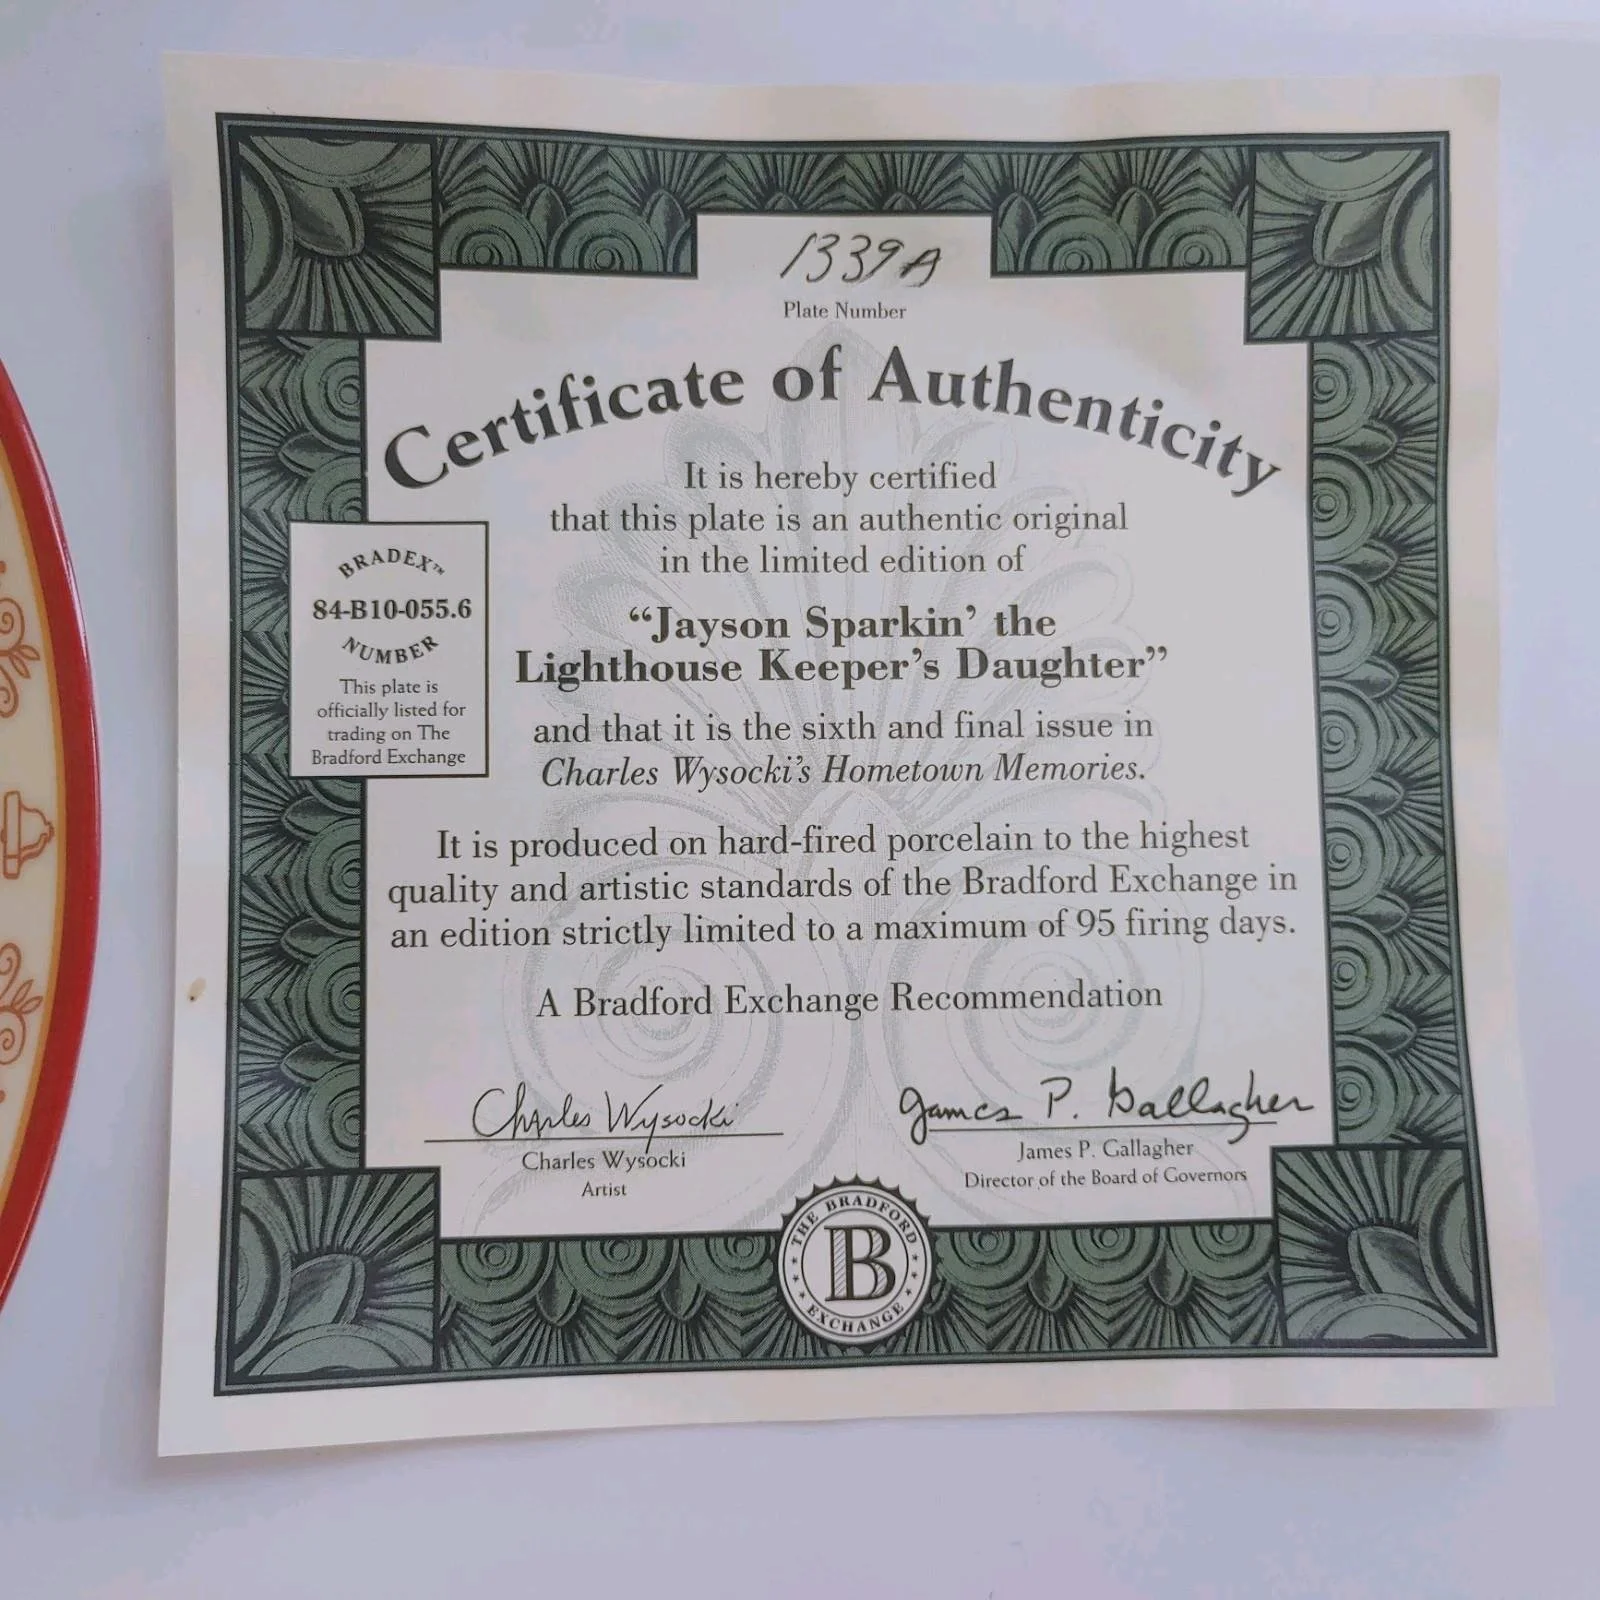 1339A
Plate Number
Certificate of Authenticity
It is hereby certified
that this plate is an authentic original
in the limited edition of
“Jayson Sparkin’ the
Lighthouse Keeper’s Daughter”
and that it is the sixth and final issue in
Charles Wysocki’s Hometown Memories.
BRADEX™
84-B10-055.6
NUMBER
This plate is
officially listed for
trading on The
Bradford Exchange
It is produced on hard-fired porcelain to the highest
quality and artistic standards of the Bradford Exchange in
an edition strictly limited to a maximum of 95 firing days.
A Bradford Exchange Recommendation
Charles Wysocki
Charles Wysocki
Artist
James P. Gallagher
James P. Gallagher
Director of the Board of Governors
THE BRADFORD
B
EXCHANGE